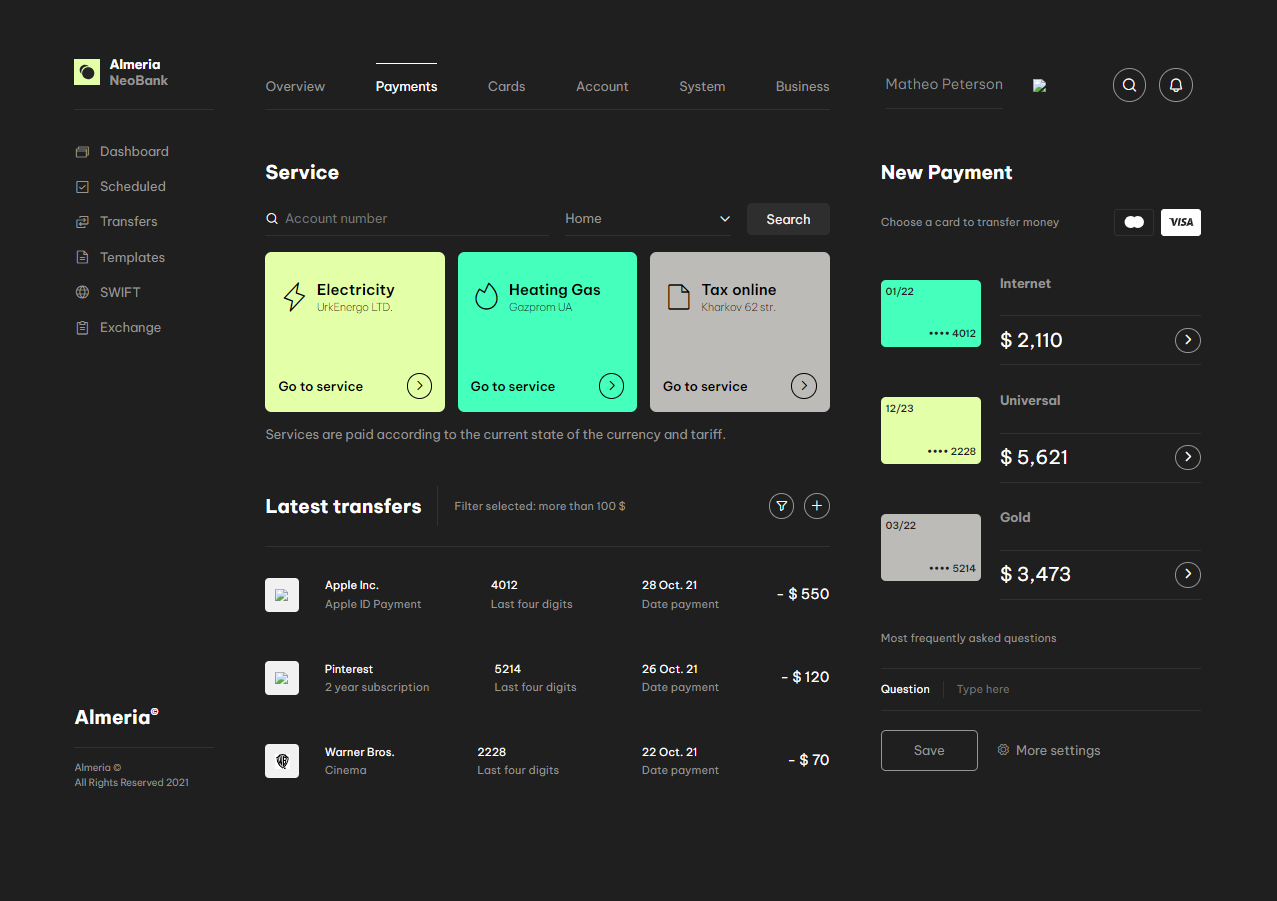 Almeria
NeoBank
Overview
Payments
Cards
Account
System
Business
Matheo Peterson
Dashboard
Scheduled
Transfers
Templates
SWIFT
Exchange
Almeria©
Almeria ©
All Rights Reserved 2021
Service
Account number
Home
Search
Electricity
UrkEnergo LTD.
Go to service
Heating Gas
Gazprom UA
Go to service
Tax online
Kharkov 62 str.
Go to service
Services are paid according to the current state of the currency and tariff.
Latest transfers
Filter selected: more than 100 $
Apple Inc.
Apple ID Payment
4012
Last four digits
28 Oct. 21
Date payment
- $ 550
Pinterest
2 year subscription
5214
Last four digits
26 Oct. 21
Date payment
- $ 120
WB
Warner Bros.
Cinema
2228
Last four digits
22 Oct. 21
Date payment
- $ 70
New Payment
Choose a card to transfer money
VISA
01/22
•••• 4012
Internet
$ 2,110
12/23
•••• 2228
Universal
$ 5,621
03/22
•••• 5214
Gold
$ 3,473
Most frequently asked questions
Question
Type here
Save
More settings